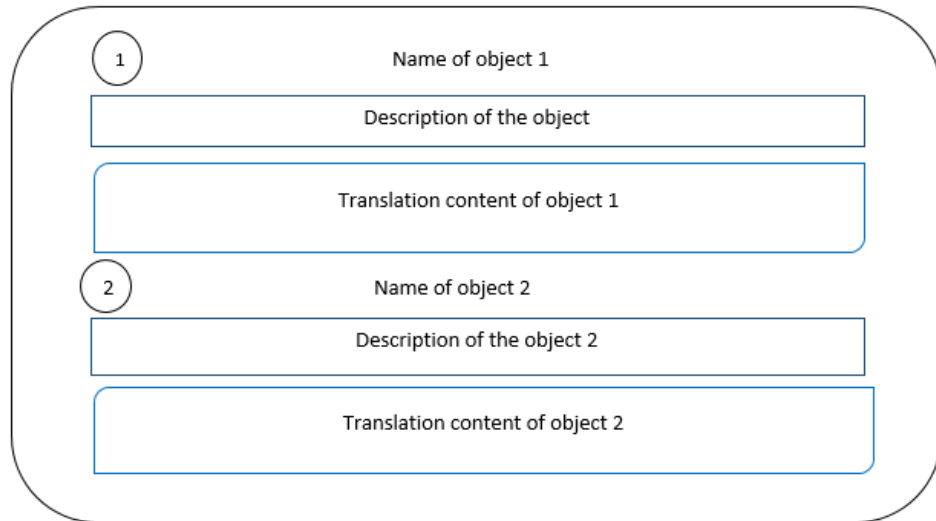 1 Name of object 1
Description of the object
Translation content of object 1
2 Name of object 2
Description of the object 2
Translation content of object 2